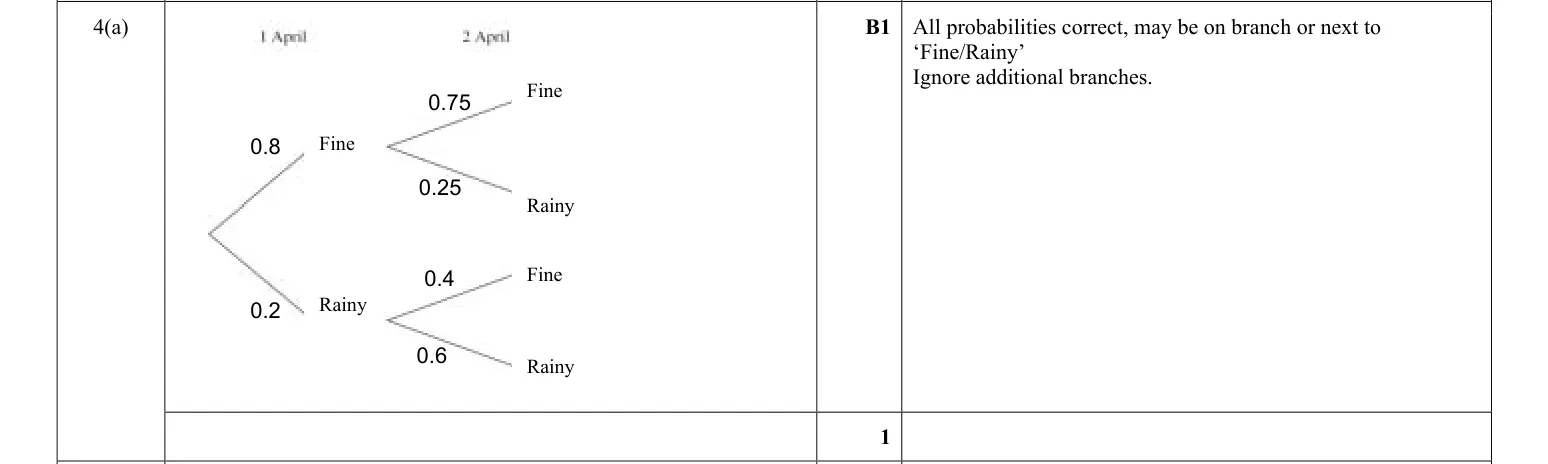 4(a)
1 April 2 April
0.8 Fine
0.75 Fine
0.25 Rainy
0.2 Rainy
0.4 Fine
0.6 Rainy
B1
All probabilities correct, may be on branch or next to
‘Fine/Rainy’
Ignore additional branches.
1